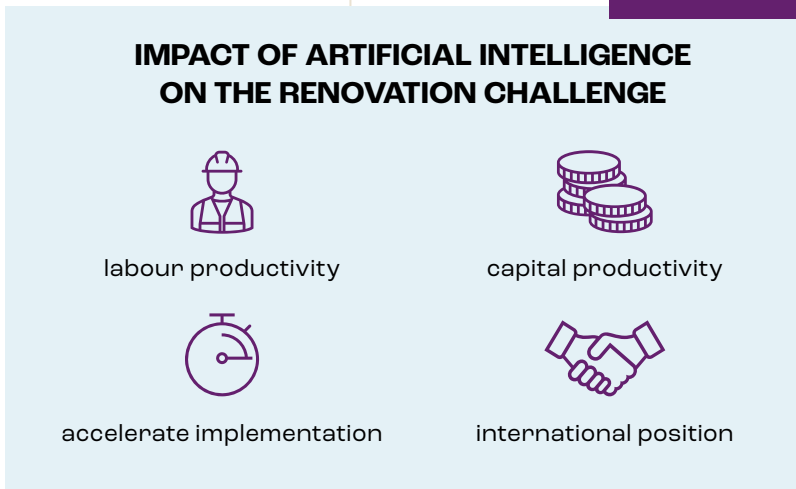 IMPACT OF ARTIFICIAL INTELLIGENCE
ON THE RENOVATION CHALLENGE
labour productivity
capital productivity
accelerate implementation
international position